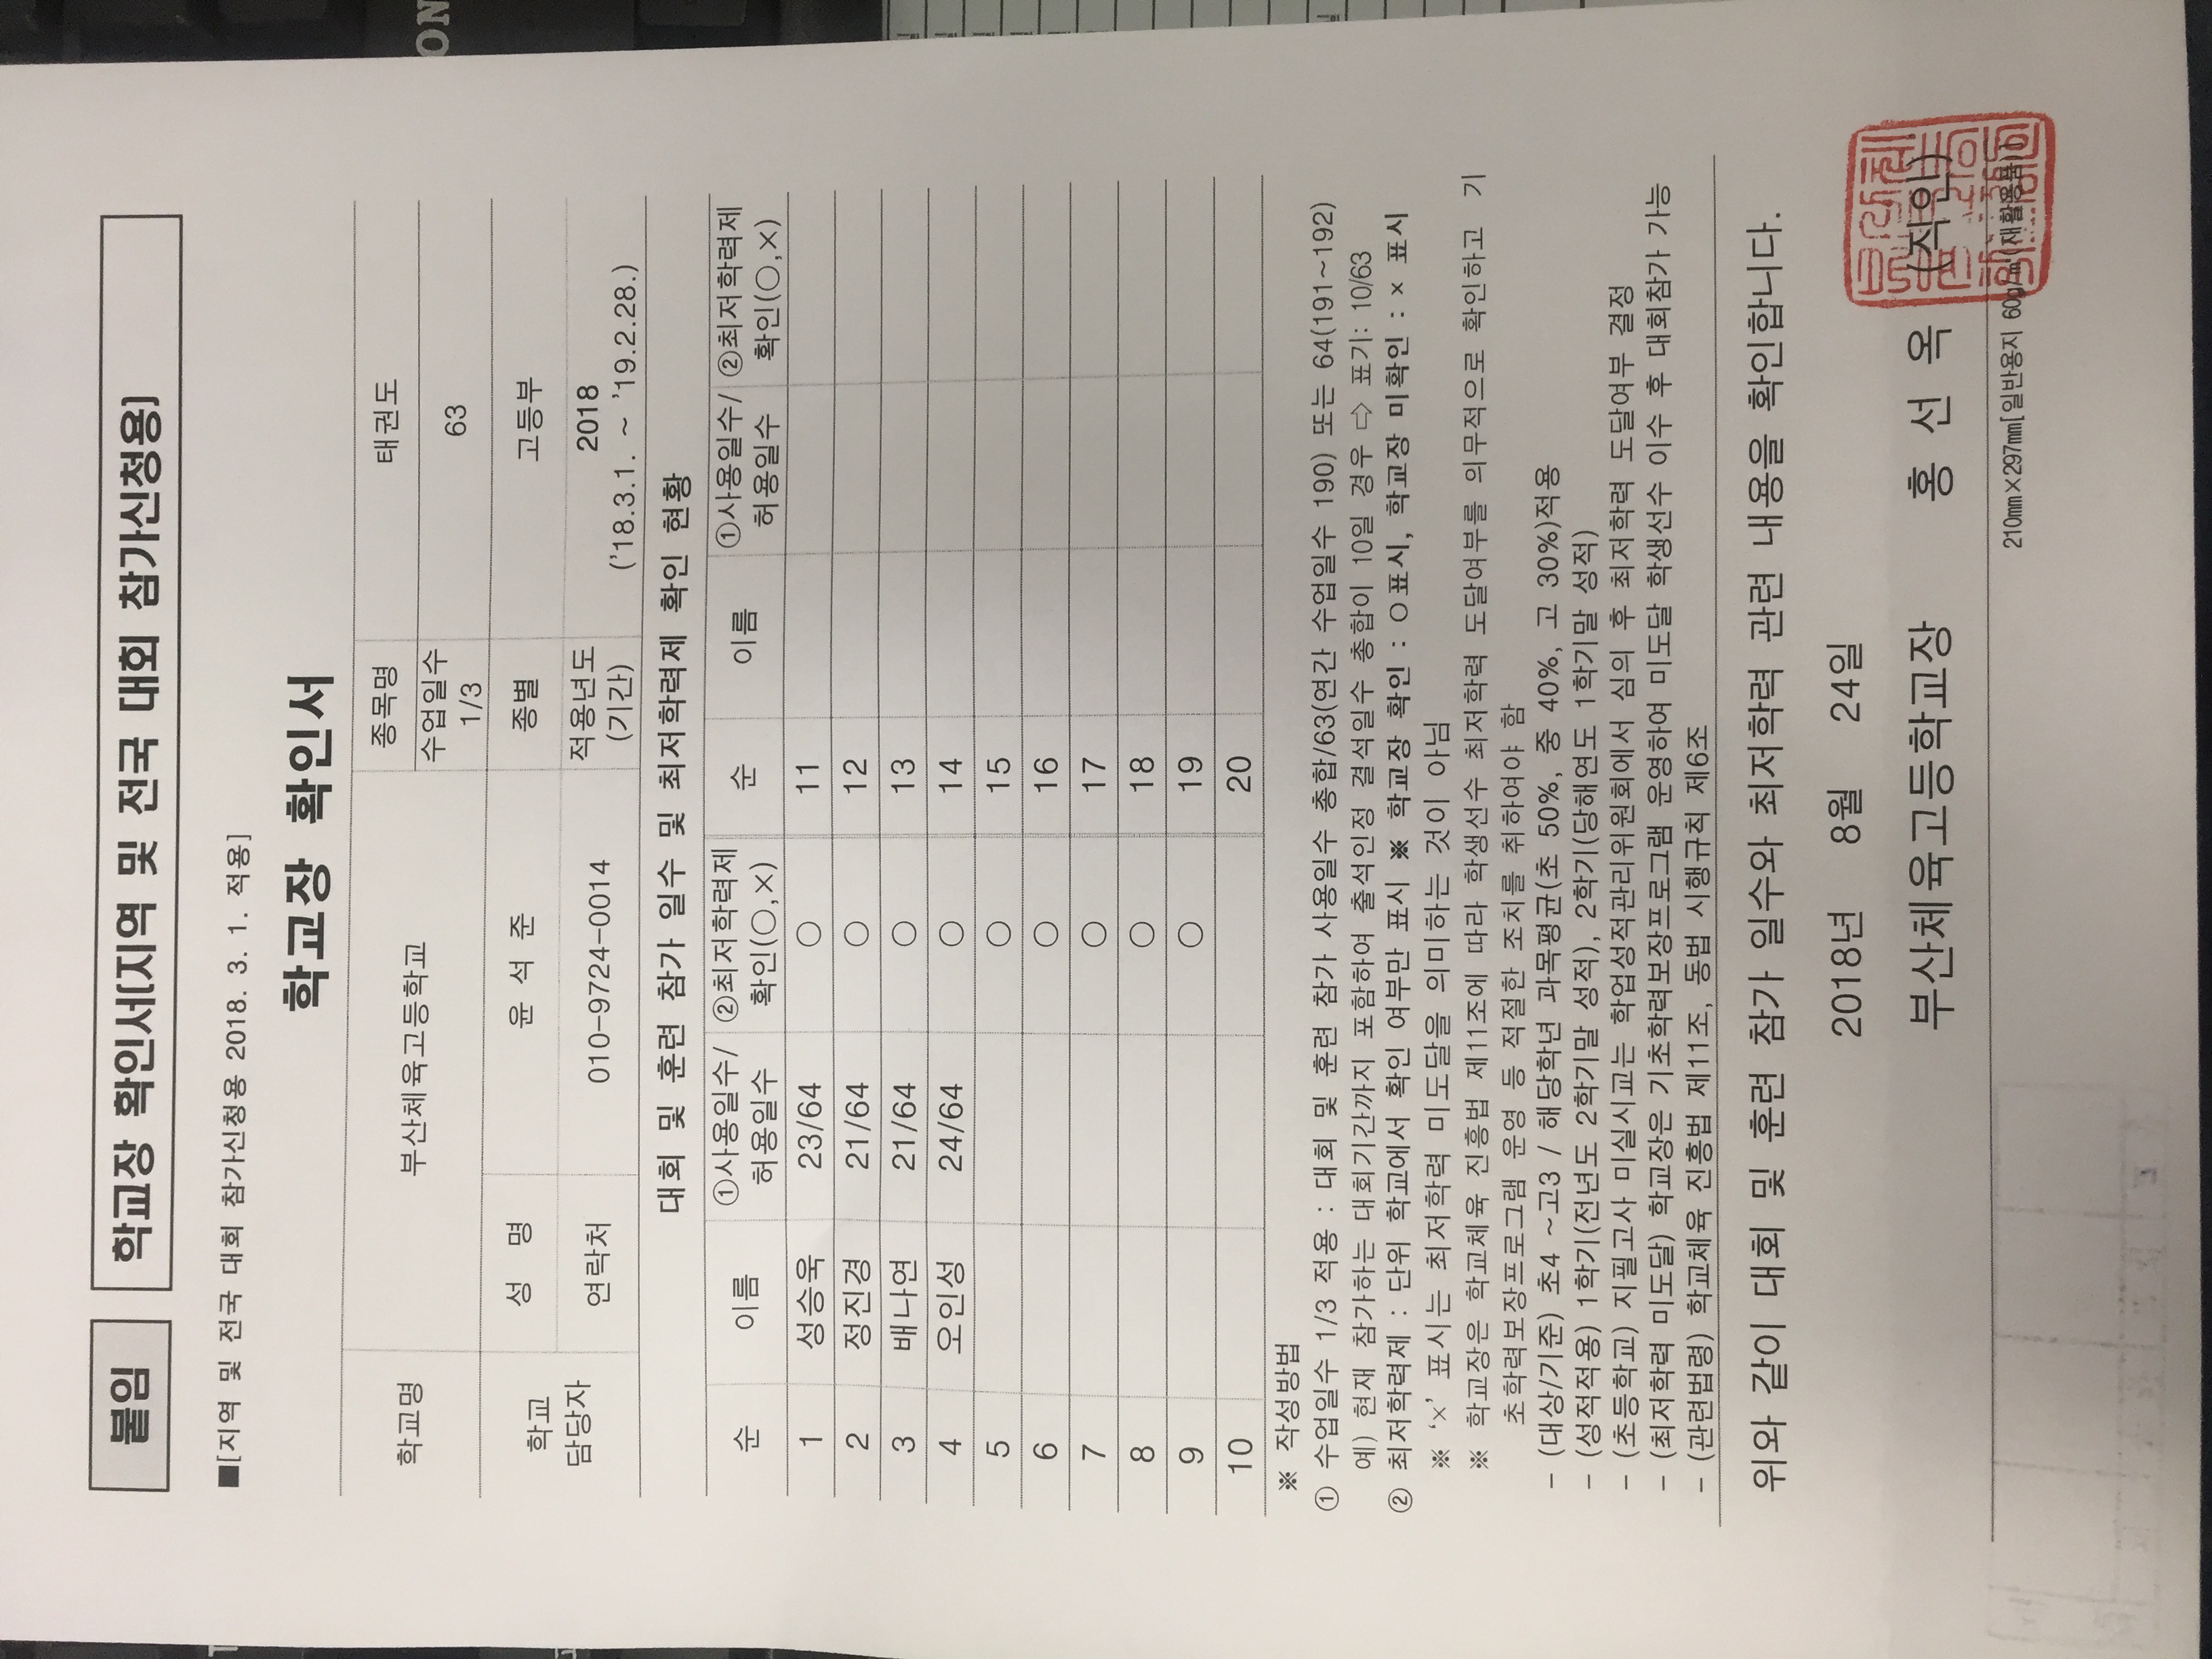 붙임
학교장 확인서[지역 및 전국 대회 참가신청용]
■[지역 및 전국 대회 참가신청용 2018. 3. 1. 적용]
학교장 확인서
학교명 부산체육고등학교 종목명 태권도
수업일수 1/3 63
학교 담당자 성 명 윤 석 준 종별 고등부
연락처 010-9724-0014 적용년도 (기간) 2018
('18.3.1. ~ '19.2.28.)
대회 및 훈련 참가 일수 및 최저학력제 확인 현황
순 이름 ①사용일수/허용일수 ②최저학력제 확인(○,×) 순 이름 ①사용일수/허용일수 ②최저학력제 확인(○,×)
1 성승욱 23/64 ○ 11
2 정진경 21/64 ○ 12
3 배나연 21/64 ○ 13
4 오인성 24/64 ○ 14
5 ○ 15
6 ○ 16
7 ○ 17
8 ○ 18
9 ○ 19
10 20
※ 작성방법
① 수업일수 1/3 적용 : 대회 및 훈련 참가 사용일수 총합/63(연간 수업일수 190) 또는 64(191~192)
예) 현재 참가하는 대회기간까지 포함하여 출석인정 결석일수 총합이 10일 경우 ⇨ 표기: 10/63
② 최저학력제 : 단위 학교에서 확인 여부만 표시 ※ 학교장 확인 : ○표시, 학교장 미확인 : × 표시
※ '×' 표시는 최저학력 미도달을 의미하는 것이 아님
※ 학교장은 학교체육 진흥법 제11조에 따라 학생선수 최저학력 도달여부를 의무적으로 확인하고 기
초학력보장프로그램 운영 등 적절한 조치를 취하여야 함
- (대상/기준) 초4 ~고3 / 해당학년 과목평균(초 50%, 중 40%, 고 30%)적용
- (성적적용) 1학기(전년도 2학기말 성적), 2학기(당해연도 1학기말 성적)
- (초등학교) 지필고사 미실시교는 학업성적관리위원회에서 심의 후 최저학력 도달여부 결정
- (최저학력 미도달) 학교장은 기초학력보장프로그램 운영하여 미도달 학생선수 이수 후 대회참가 가능
- (관련법령) 학교체육 진흥법 제11조, 동법 시행규칙 제6조
위와 같이 대회 및 훈련 참가 일수와 최저학력 관련 내용을 확인합니다.
2018년 8월 24일
부산체육고등학교장 홍 선 옥 (직인)
210㎜×297㎜[일반용지 60g/㎡(재활용품)]